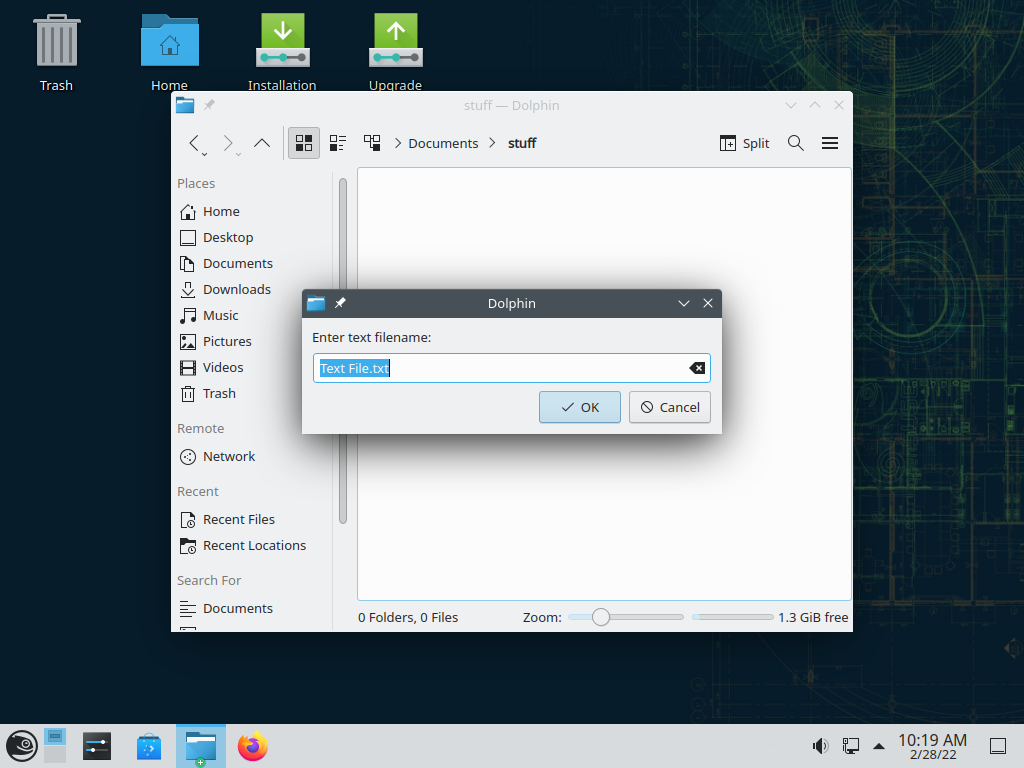 Trash
Home
Installation
Upgrade
stuff — Dolphin
Documents
stuff
Split
Places
Home
Desktop
Documents
Downloads
Music
Pictures
Videos
Trash
Remote
Network
Recent
Recent Files
Recent Locations
Search For
Documents
Dolphin
Enter text filename:
Text File.txt
OK
Cancel
0 Folders, 0 Files
Zoom:
1.3 GiB free
10:19 AM
2/28/22